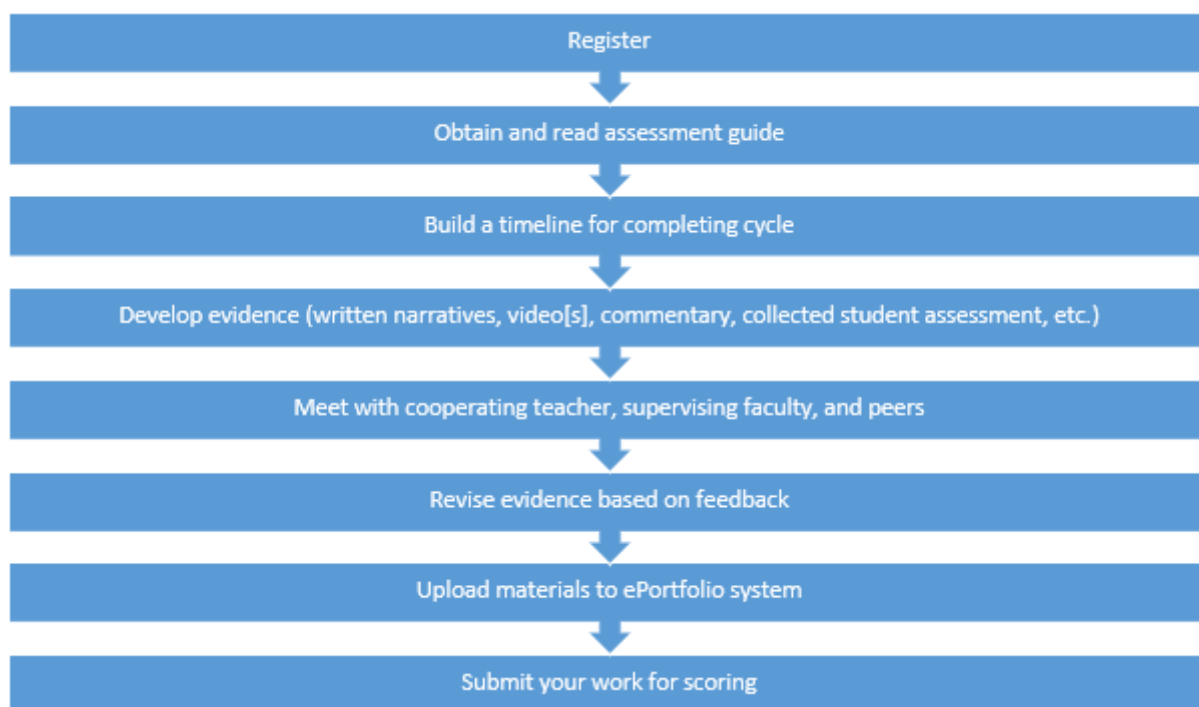 Register
Obtain and read assessment guide
Build a timeline for completing cycle
Develop evidence (written narratives, video[s], commentary, collected student assessment, etc.)
Meet with cooperating teacher, supervising faculty, and peers
Revise evidence based on feedback
Upload materials to ePortfolio system
Submit your work for scoring